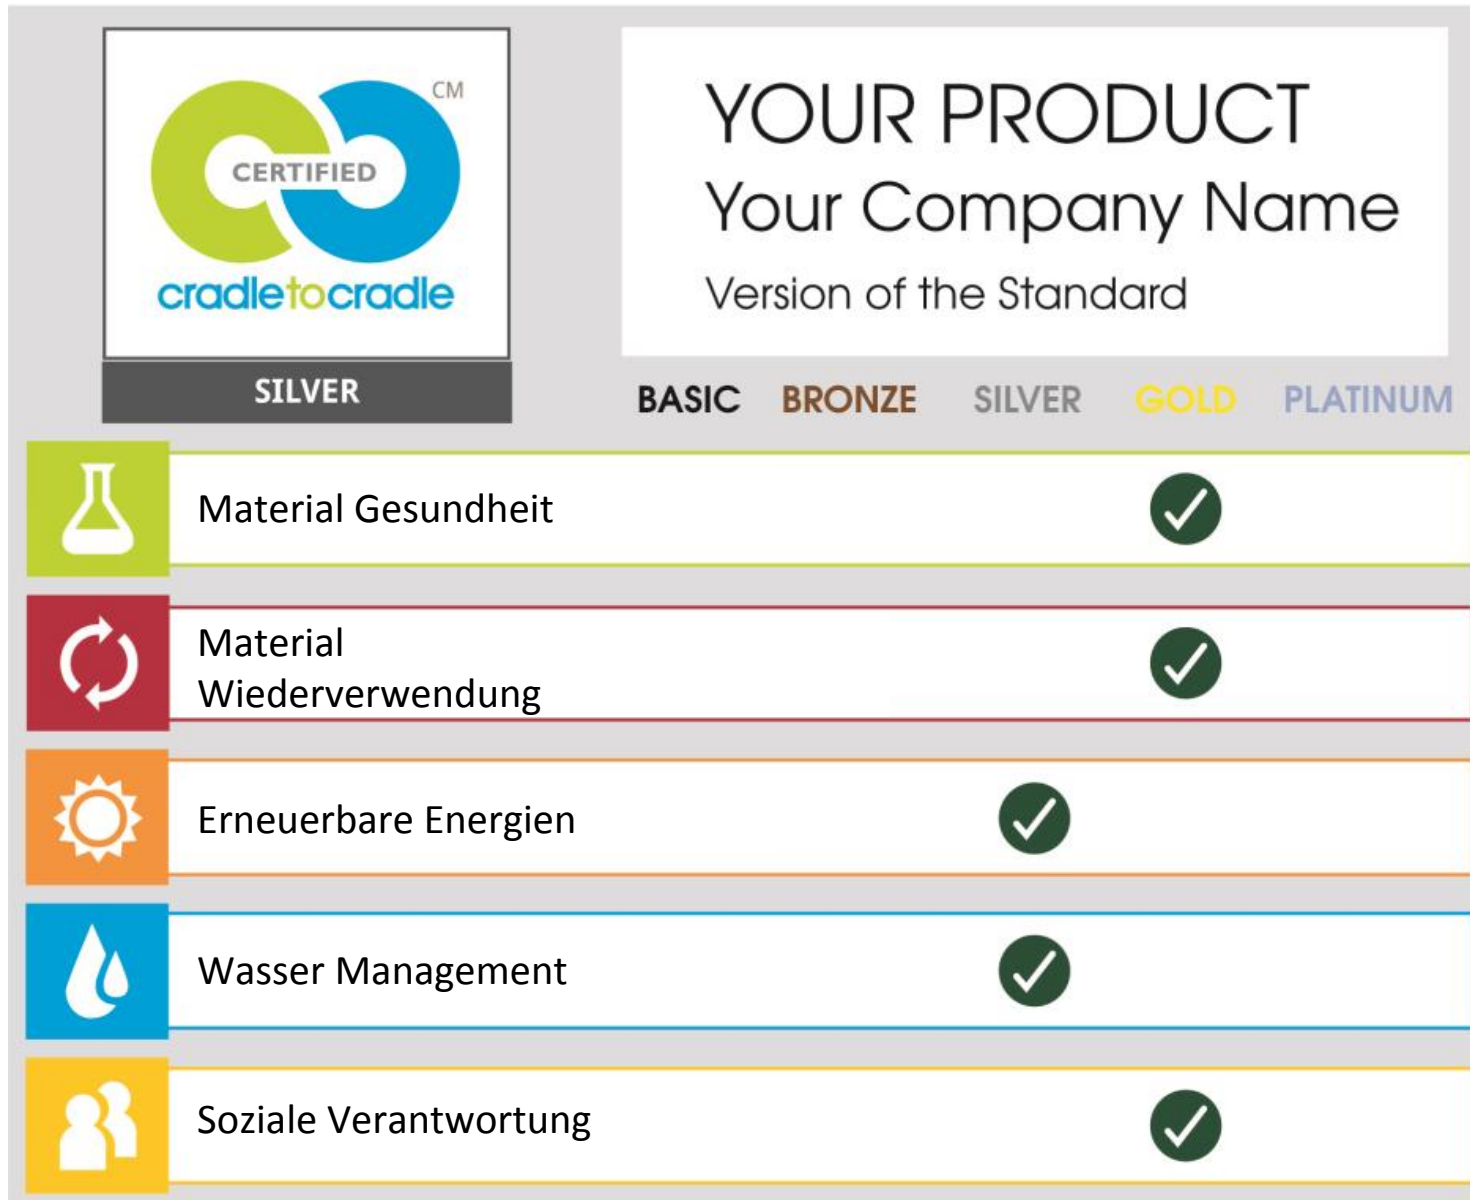 CM
CERTIFIED
cradletocradle
SILVER
YOUR PRODUCT
Your Company Name
Version of the Standard
BASIC BRONZE SILVER GOLD PLATINUM
Material Gesundheit
Material
Wiederverwendung
Erneuerbare Energien
Wasser Management
Soziale Verantwortung